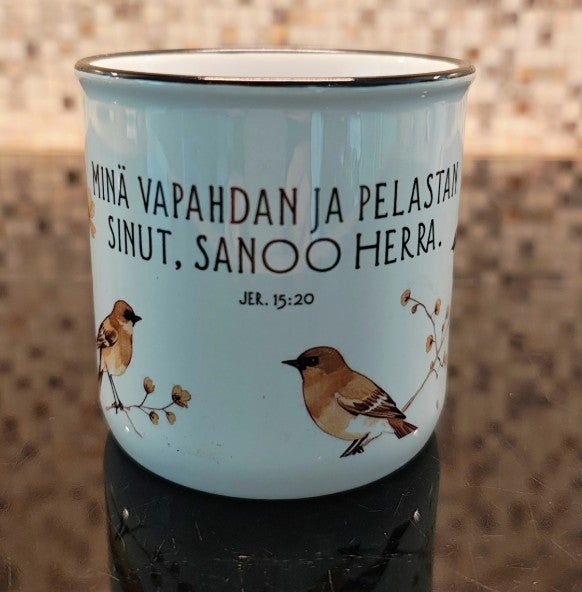 MINÄ VAPAHDAN JA PELASTAN
SINUT, SANOO HERRA.
JER. 15:20